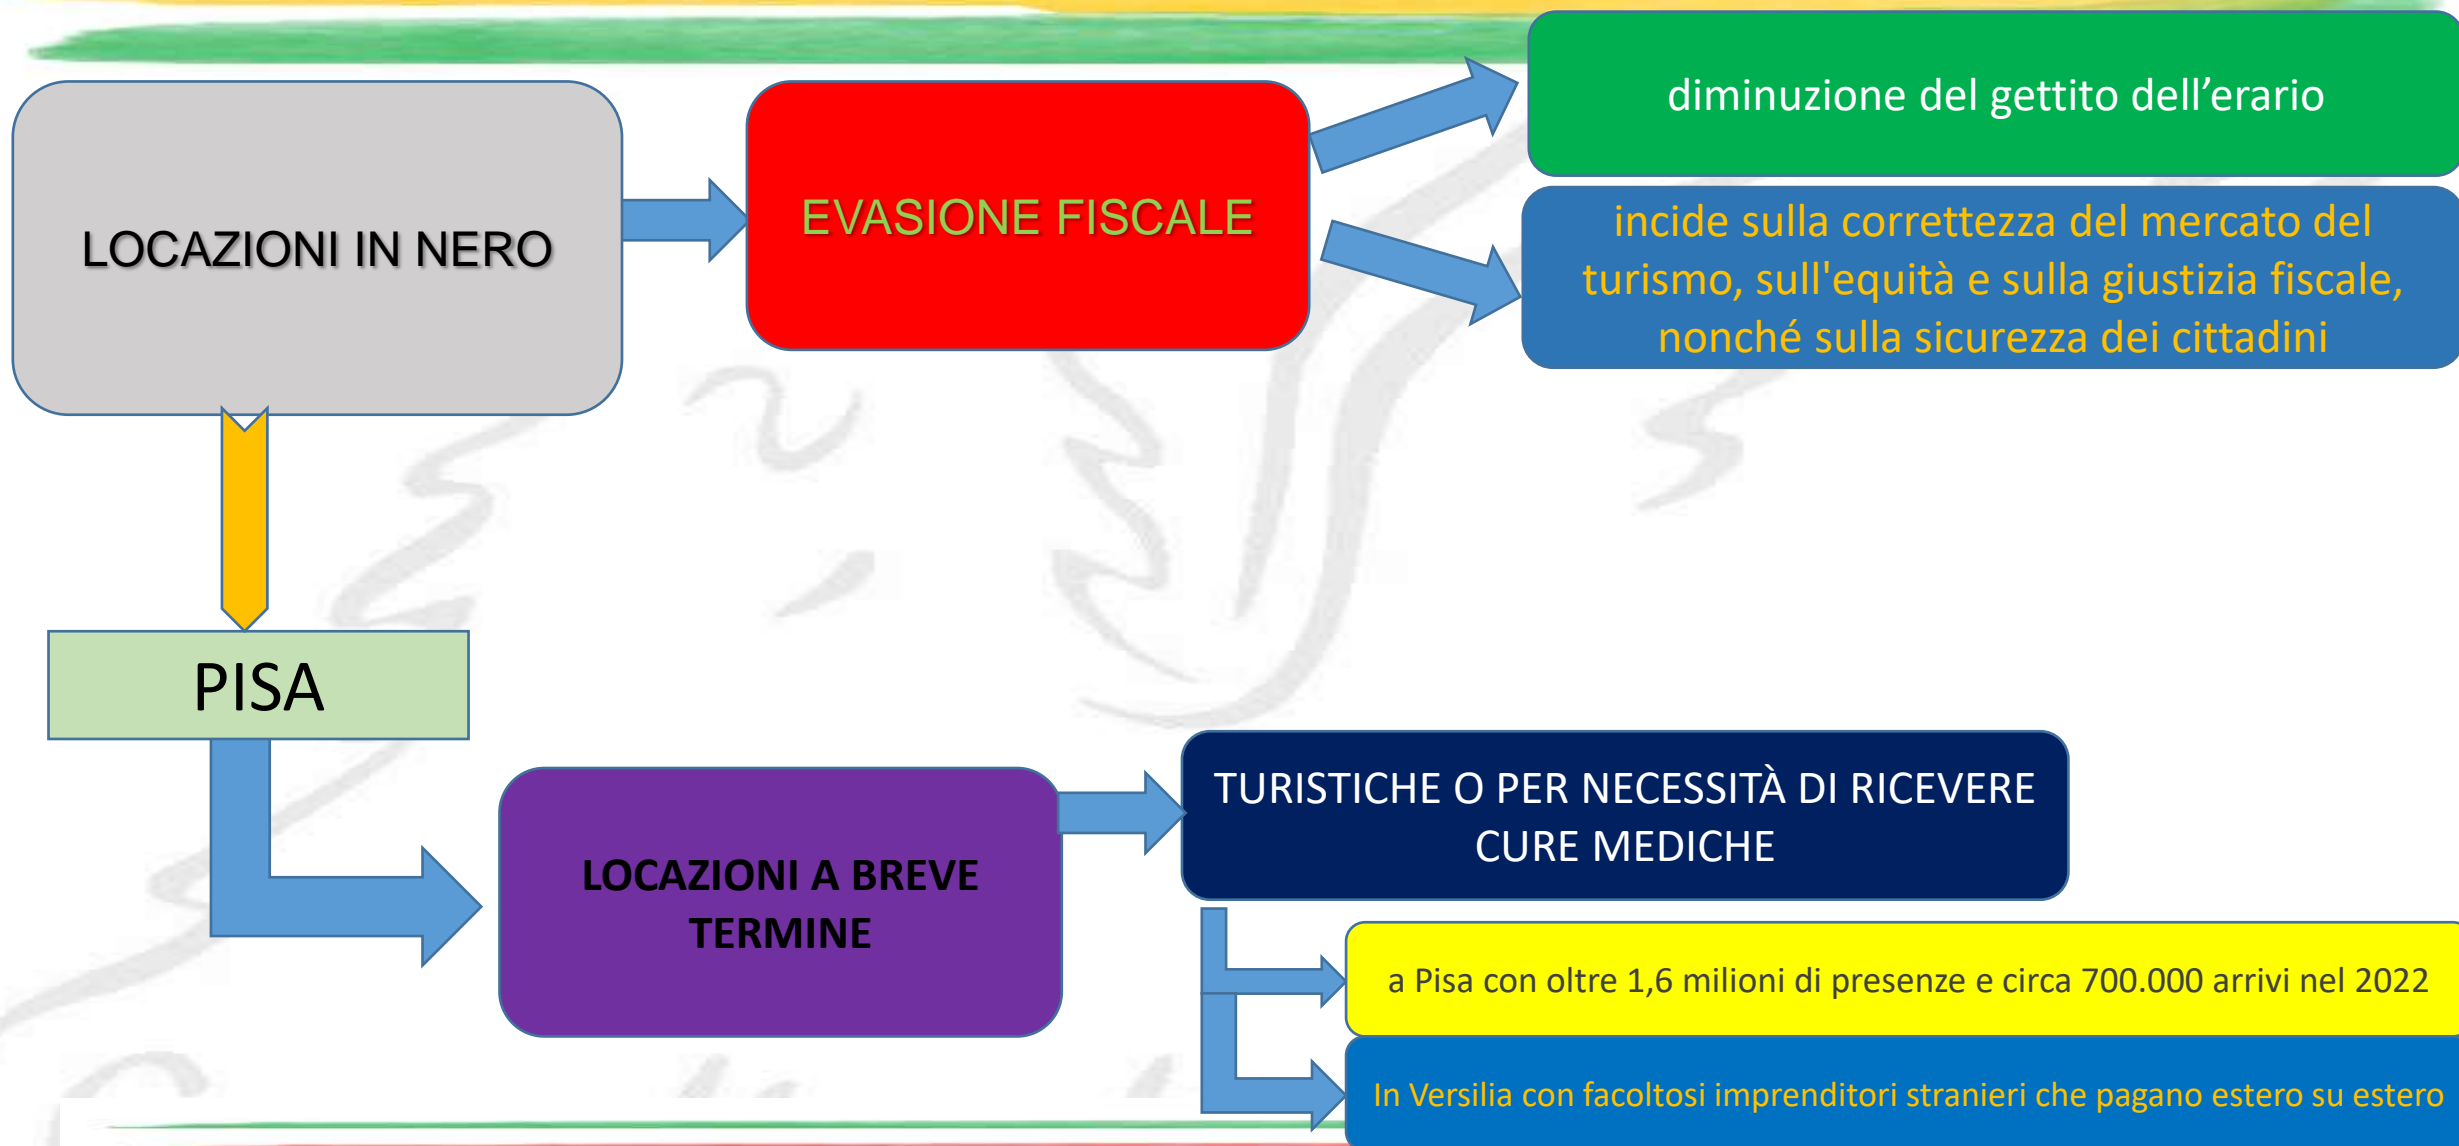 diminuzione del gettito dell’erario
LOCAZIONI IN NERO
EVASIONE FISCALE
incide sulla correttezza del mercato del
turismo, sull'equità e sulla giustizia fiscale,
nonché sulla sicurezza dei cittadini
PISA
LOCAZIONI A BREVE
TERMINE
TURISTICHE O PER NECESSITÀ DI RICEVERE
CURE MEDICHE
a Pisa con oltre 1,6 milioni di presenze e circa 700.000 arrivi nel 2022
In Versilia con facoltosi imprenditori stranieri che pagano estero su estero